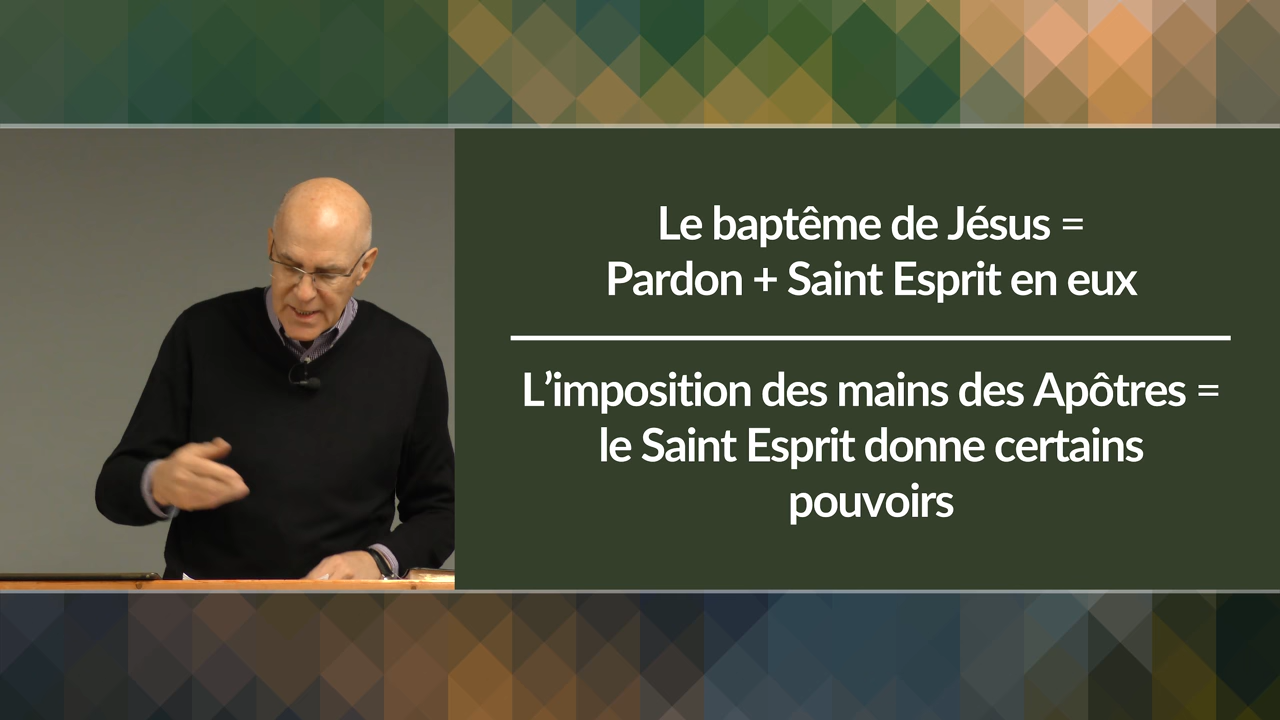 Le baptême de Jésus =
Pardon + Saint Esprit en eux
L’imposition des mains des Apôtres =
le Saint Esprit donne certains
pouvoirs